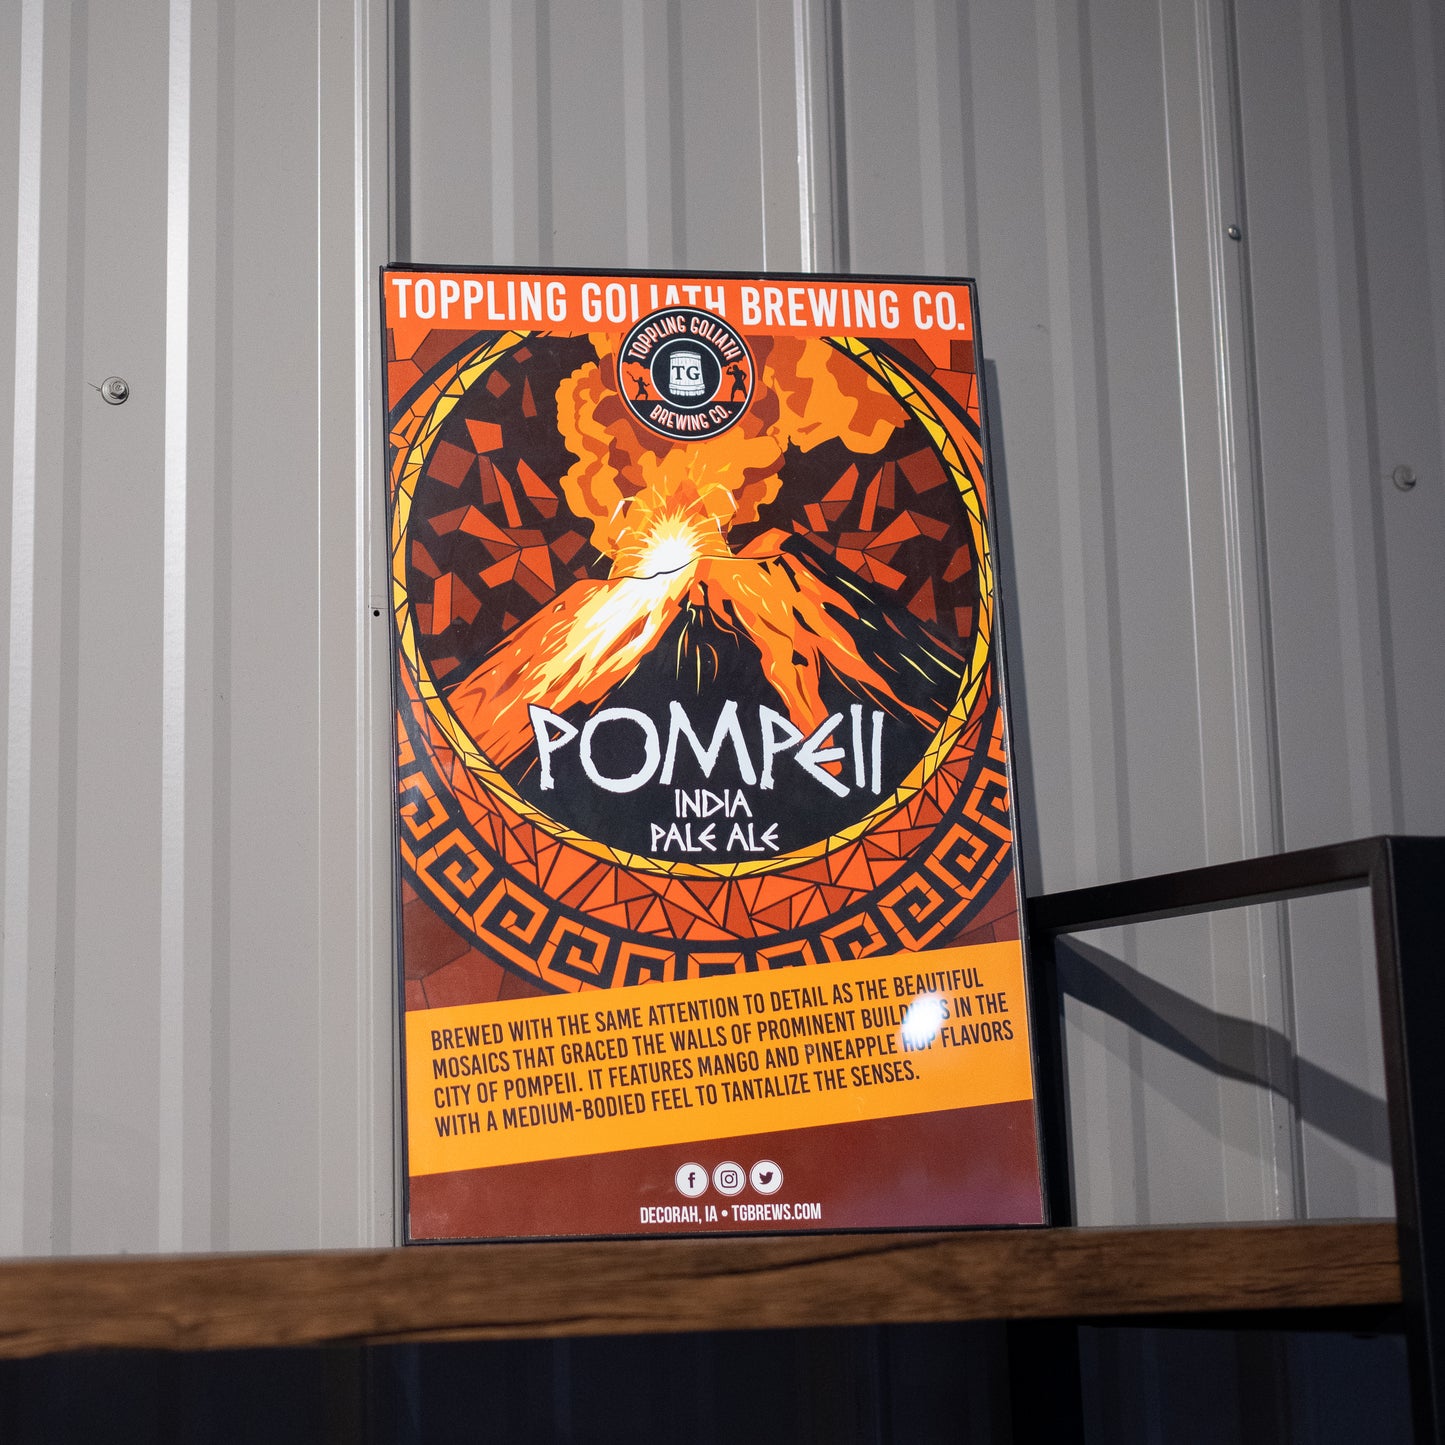 TOPPLING GOLIATH BREWING CO.
TOPPLING GOLIATH
TG
BREWING CO.
POMPEII
INDIA
PALE ALE
BREWED WITH THE SAME ATTENTION TO DETAIL AS THE BEAUTIFUL
MOSAICS THAT GRACED THE WALLS OF PROMINENT BUILDINGS IN THE
CITY OF POMPEII. IT FEATURES MANGO AND PINEAPPLE HOP FLAVORS
WITH A MEDIUM-BODIED FEEL TO TANTALIZE THE SENSES.
DECORAH, IA • TGBREWS.COM